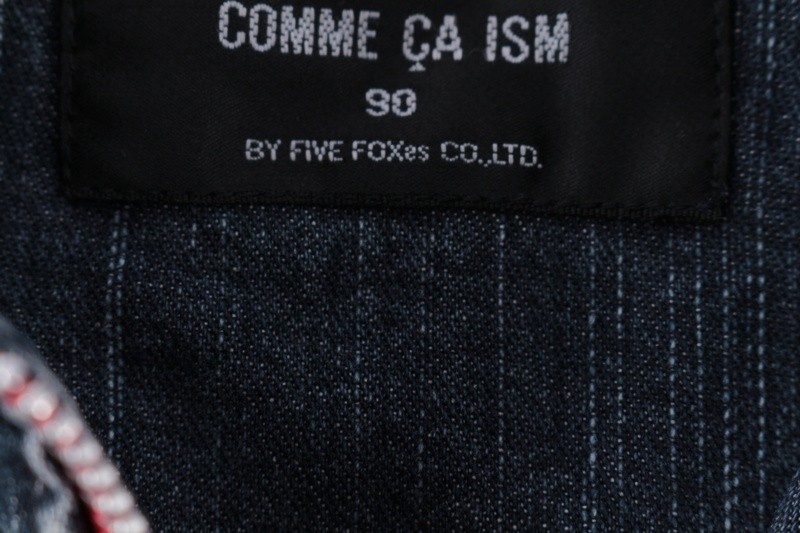 COMME ÇA ISM
90
BY FIVE FOXes CO.,LTD.